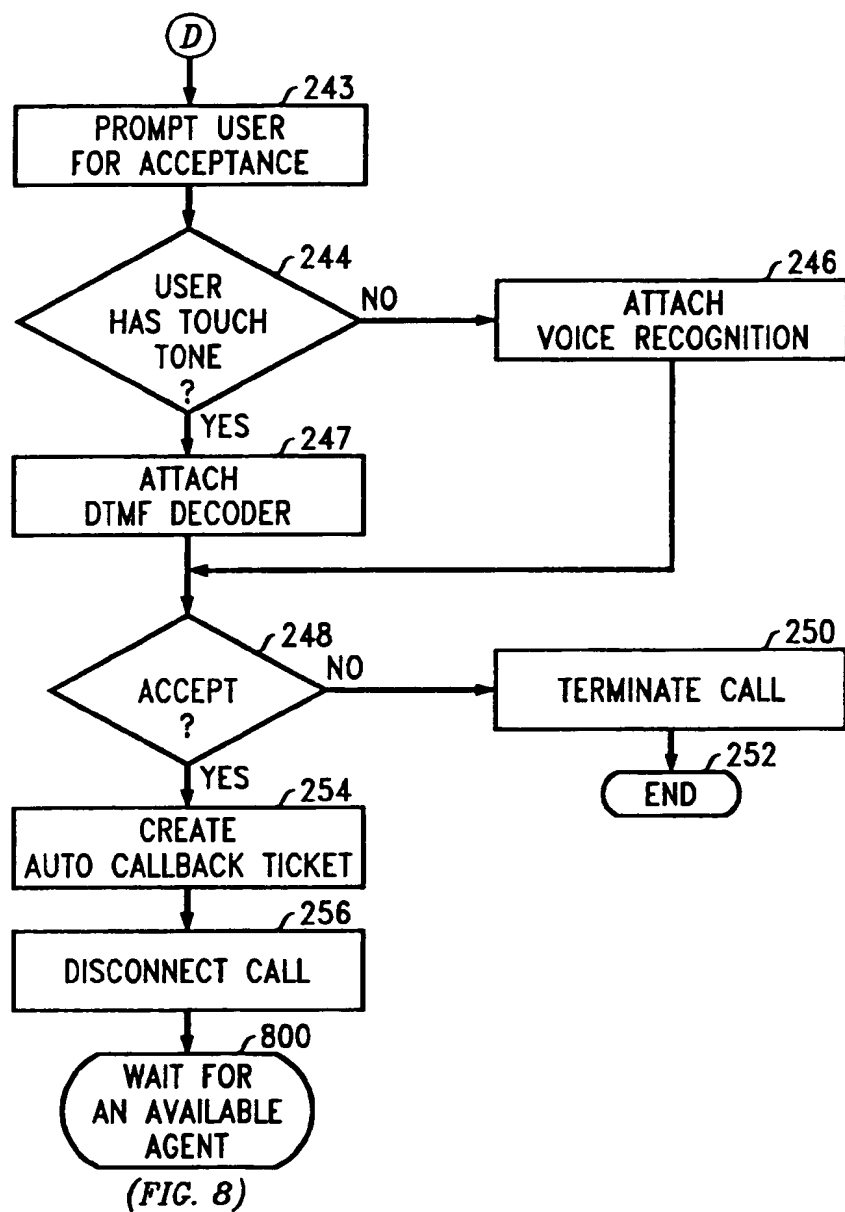 D
243
PROMPT USER
FOR ACCEPTANCE
244
USER
HAS TOUCH
TONE
?
NO
246
ATTACH
VOICE RECOGNITION
YES
247
ATTACH
DTMF DECODER
248
ACCEPT
?
NO
250
TERMINATE CALL
252
END
YES
254
CREATE
AUTO CALLBACK TICKET
256
DISCONNECT CALL
800
WAIT FOR
AN AVAILABLE
AGENT
(FIG. 8)